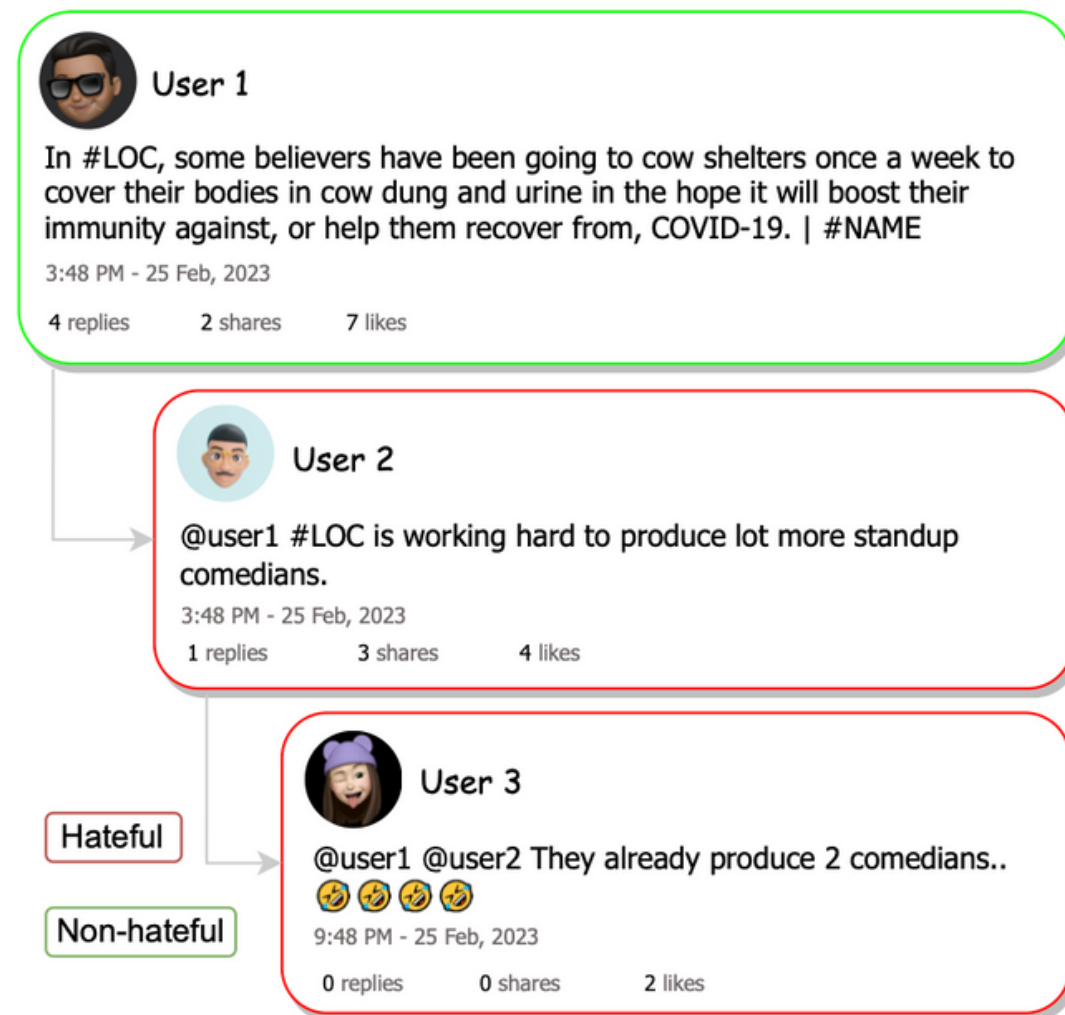 User 1
In #LOC, some believers have been going to cow shelters once a week to
cover their bodies in cow dung and urine in the hope it will boost their
immunity against, or help them recover from, COVID-19. | #NAME
3:48 PM - 25 Feb, 2023
4 replies 2 shares 7 likes
User 2
@user1 #LOC is working hard to produce lot more standup
comedians.
3:48 PM - 25 Feb, 2023
1 replies 3 shares 4 likes
User 3
@user1 @user2 They already produce 2 comedians..
🤣🤣🤣🤣
9:48 PM - 25 Feb, 2023
0 replies 0 shares 2 likes
Hateful
Non-hateful